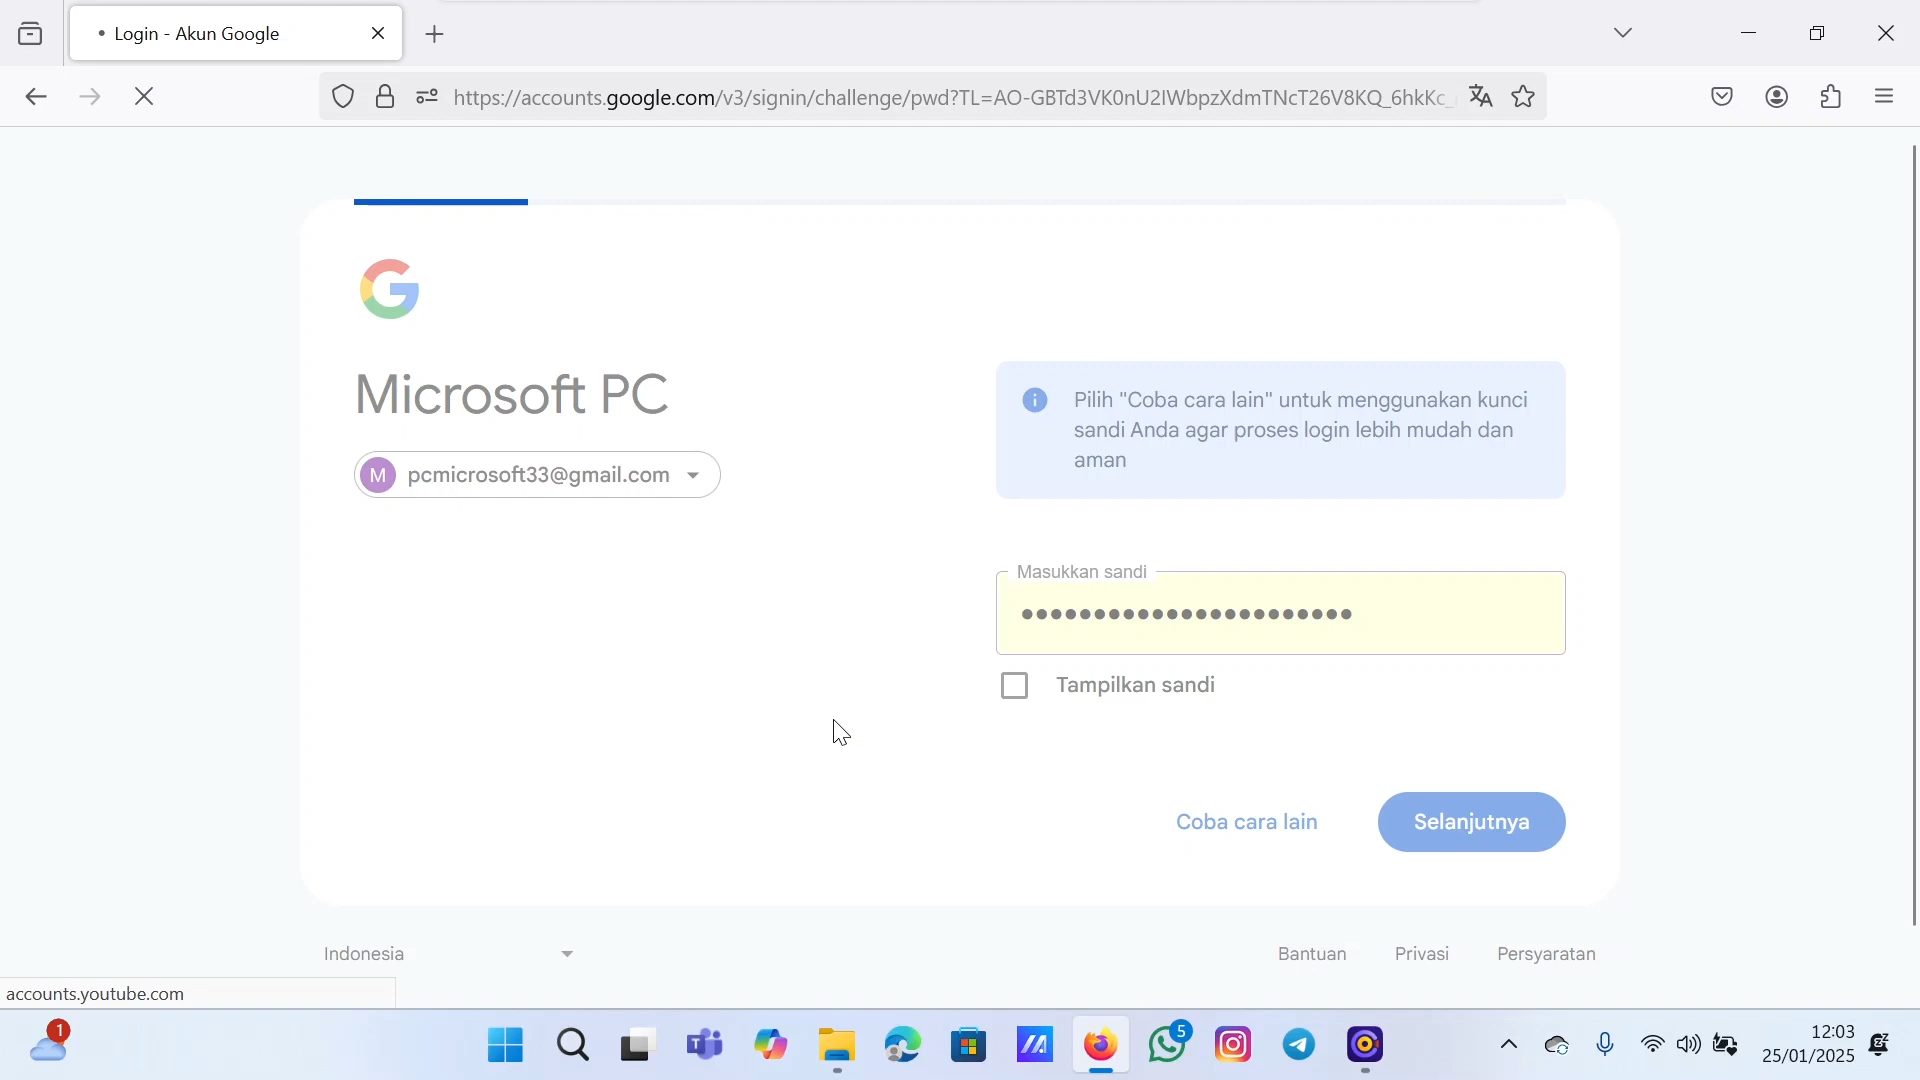 Login - Akun Google
https://accounts.google.com/v3/signin/challenge/pwd?TL=AO-GBTd3VK0nU2IWbpzXdmTNcT26V8KQ_6hkKc_
Microsoft PC
M pcmicrosoft33@gmail.com
Pilih "Coba cara lain" untuk menggunakan kunci
sandi Anda agar proses login lebih mudah dan
aman
Masukkan sandi
Tampilkan sandi
Coba cara lain
Selanjutnya
Indonesia
Bantuan
Privasi
Persyaratan
accounts.youtube.com
1
5
12:03
25/01/2025